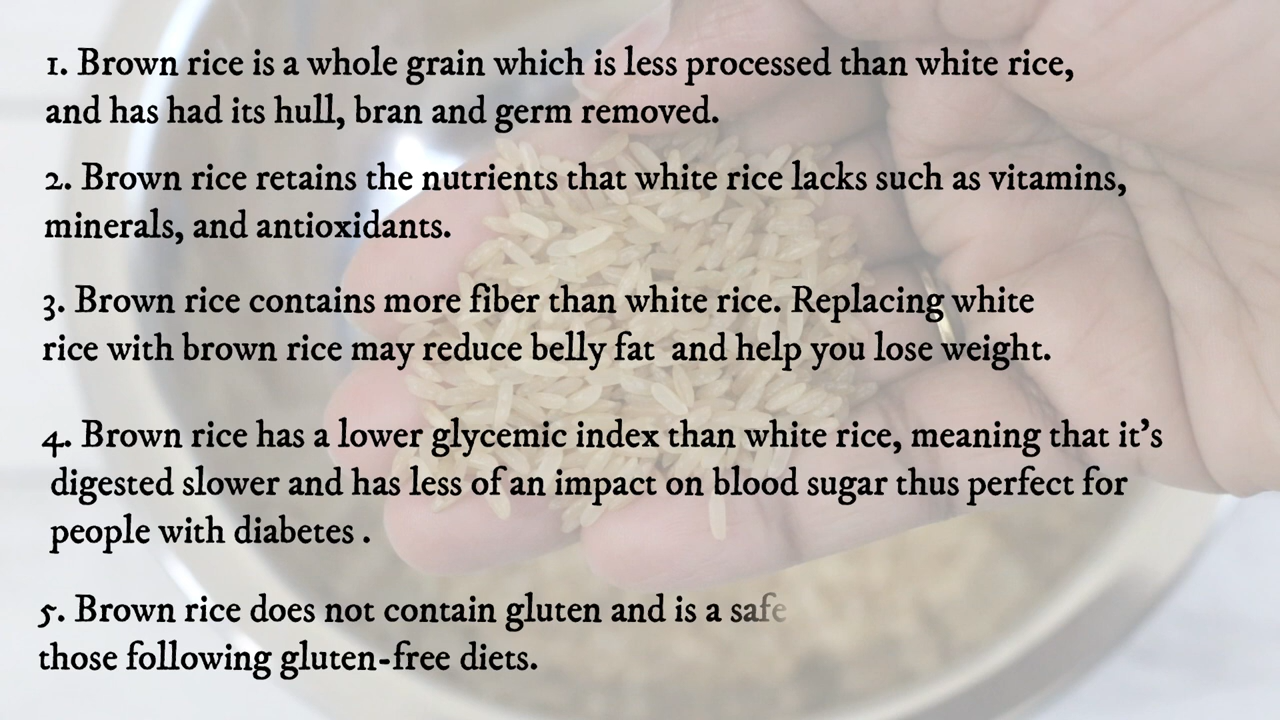 1. Brown rice is a whole grain which is less processed than white rice,
and has had its hull, bran and germ removed.
2. Brown rice retains the nutrients that white rice lacks such as vitamins,
minerals, and antioxidants.
3. Brown rice contains more fiber than white rice. Replacing white
rice with brown rice may reduce belly fat  and help you lose weight.
4. Brown rice has a lower glycemic index than white rice, meaning that it's
digested slower and has less of an impact on blood sugar thus perfect for
people with diabetes .
5. Brown rice does not contain gluten and is a safe
those following gluten-free diets.